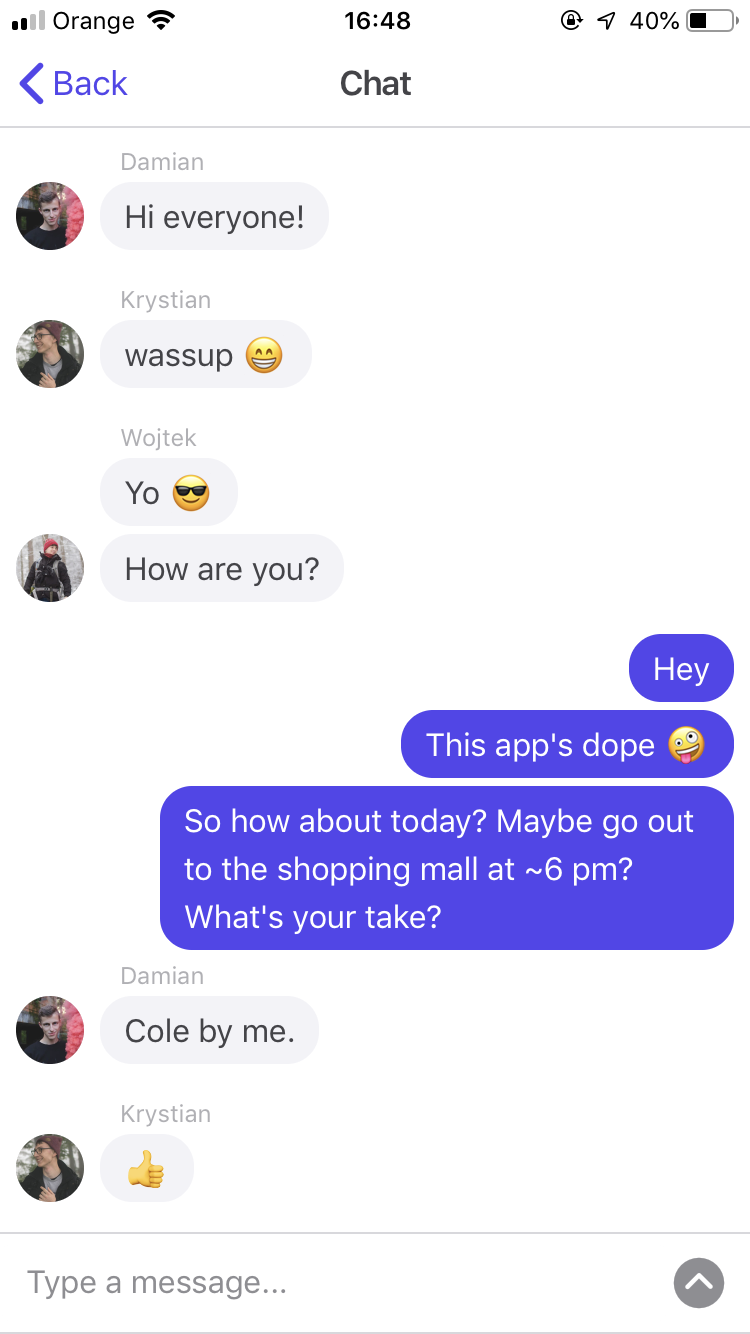 Orange 16:48 40%
Back Chat
Damian
Hi everyone!
Krystian
wassup 😁
Wojtek
Yo 😎
How are you?
Hey
This app's dope 🤪
So how about today? Maybe go out
to the shopping mall at ~6 pm?
What's your take?
Damian
Cole by me.
Krystian
👍
Type a message...